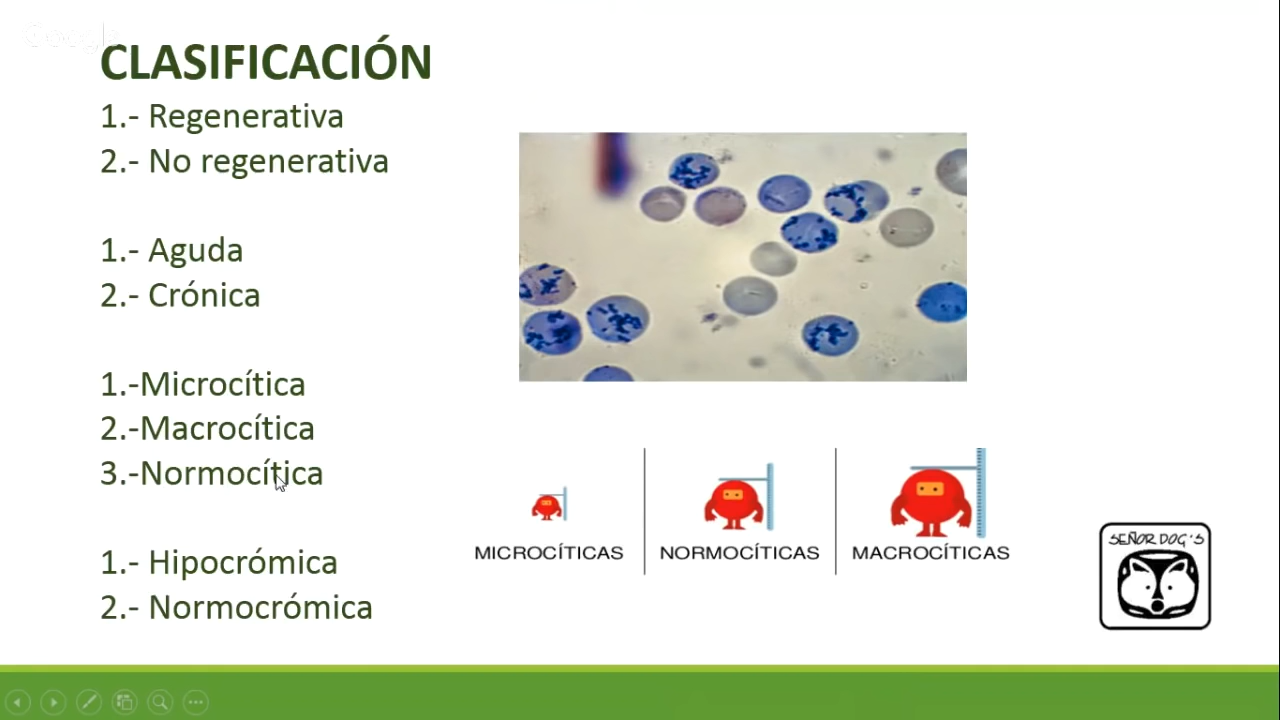 Google
CLASIFICACIÓN
1.- Regenerativa
2.- No regenerativa
1.- Aguda
2.- Crónica
1.-Microcítica
2.-Macrocítica
3.-Normocítica
1.- Hipocrómica
2.- Normocrómica
MICROCÍTICAS
NORMOCÍTICAS
MACROCÍTICAS
SEÑOR DOG'S